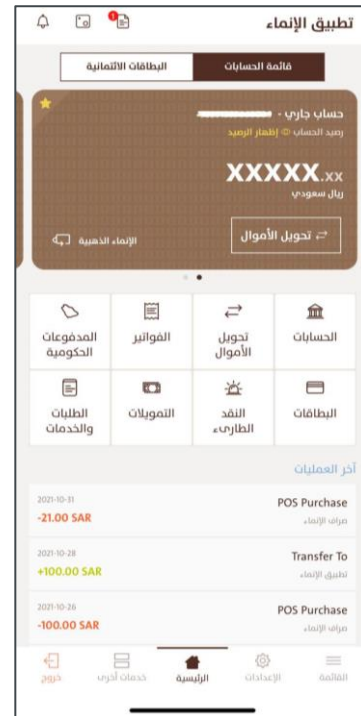 تطبيق الإنماء
1
قائمة الحسابات
البطاقات الائتمانية
حساب جاري -
رصيد الحساب إظهار الرصيد
XXXXX.xx
ريال سعودي
تحويل الأموال
الإنماء الذهبية
الحسابات
تحويل الأموال
الفواتير
المدفوعات الحكومية
البطاقات
النقد الطارىء
التمويلات
الطلبات والخدمات
آخر العمليات
2021-10-31
POS Purchase
-21.00 SAR
صراف الإنماء
2021-10-28
Transfer To
+100.00 SAR
تطبيق الإنماء
2021-10-26
POS Purchase
-100.00 SAR
صراف الإنماء
القائمة
الإعدادات
الرئيسية
خدمات أخرى
خروج